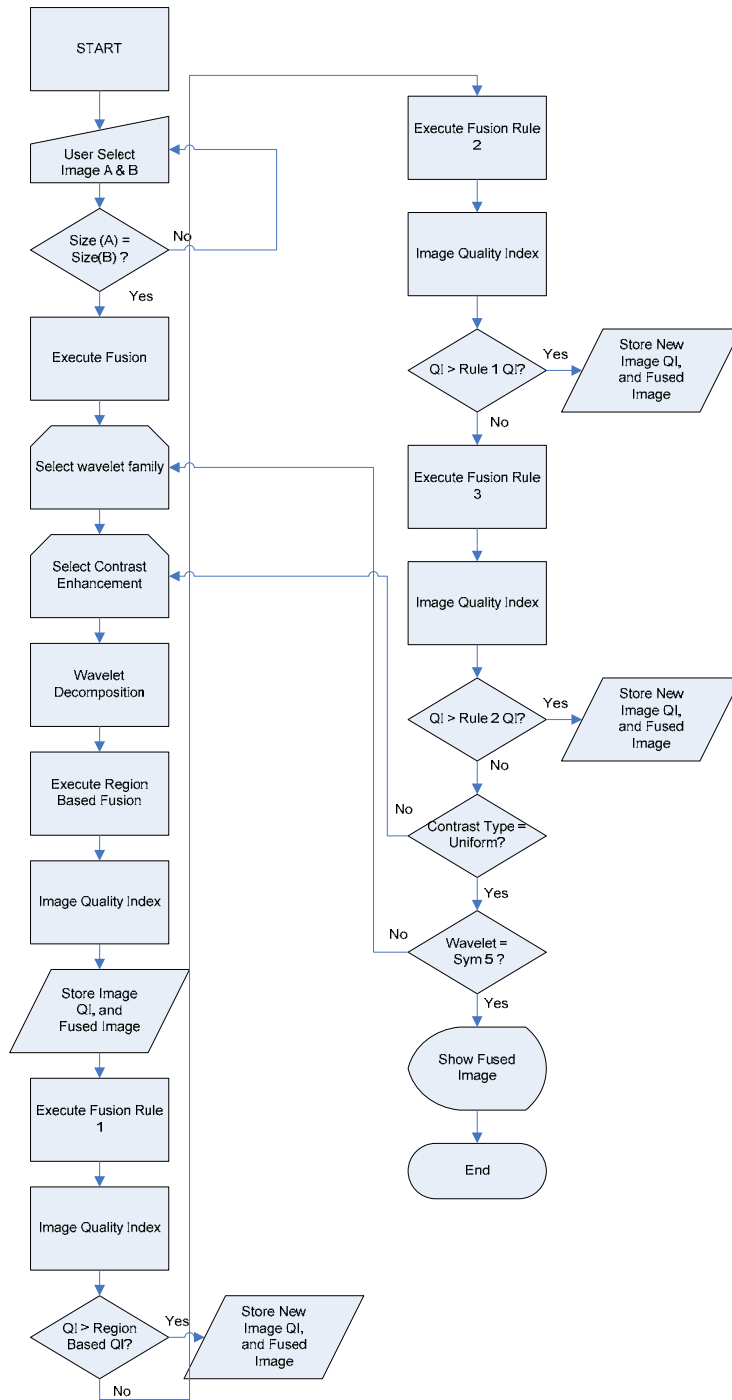 START
User Select
Image A & B
Size (A) =
Size(B) ?
No
Yes
Execute Fusion
Select wavelet family
Select Contrast
Enhancement
Wavelet
Decomposition
Execute Region
Based Fusion
Image Quality Index
Store Image
QI, and
Fused Image
Execute Fusion Rule
1
Image Quality Index
QI > Region
Based QI?
Yes
Store New
Image QI,
and Fused
Image
No
Execute Fusion Rule
2
Image Quality Index
QI > Rule 1 QI?
Yes
Store New
Image QI,
and Fused
Image
No
Execute Fusion Rule
3
Image Quality Index
QI > Rule 2 QI?
Yes
Store New
Image QI,
and Fused
Image
No
Contrast Type =
Uniform?
No
Yes
Wavelet =
Sym 5 ?
No
Yes
Show Fused
Image
End